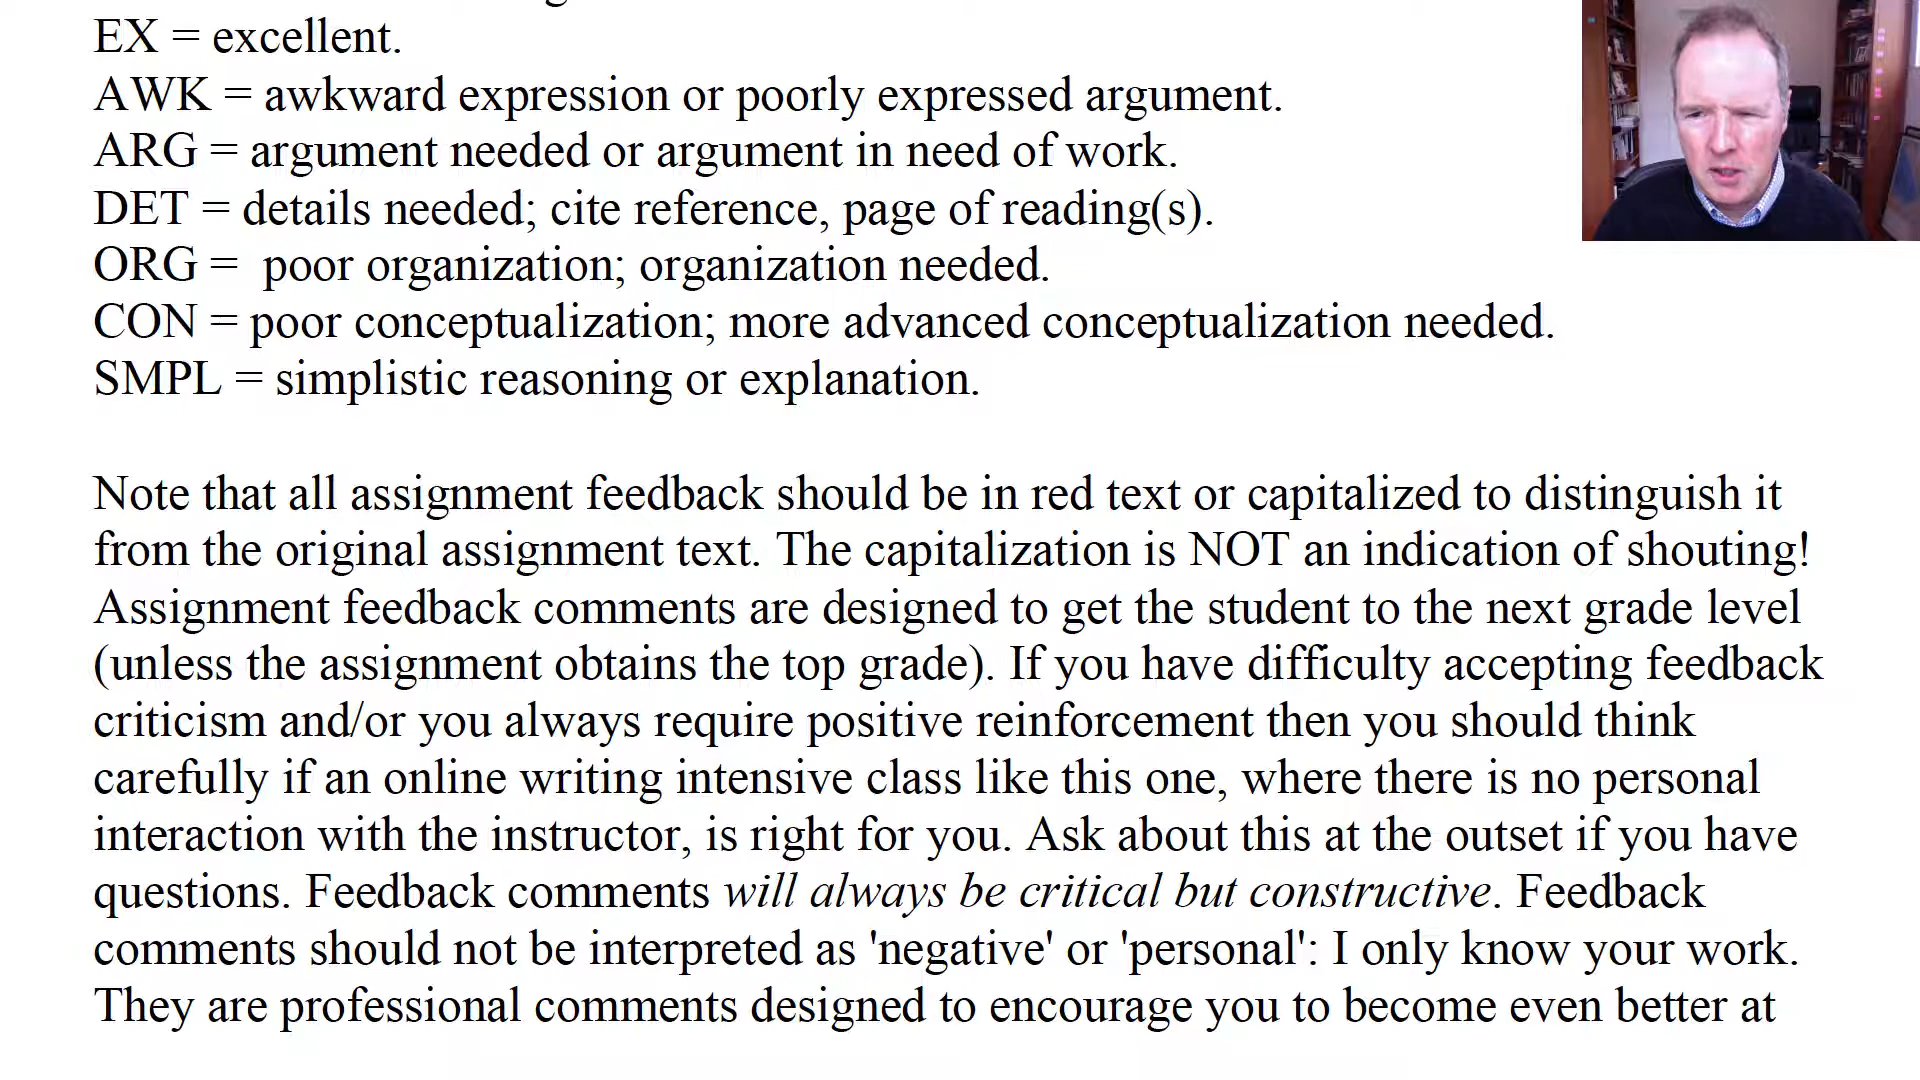 EX = excellent.
AWK = awkward expression or poorly expressed argument.
ARG = argument needed or argument in need of work.
DET = details needed; cite reference, page of reading(s).
ORG =  poor organization; organization needed.
CON = poor conceptualization; more advanced conceptualization needed.
SMPL = simplistic reasoning or explanation.
Note that all assignment feedback should be in red text or capitalized to distinguish it
from the original assignment text. The capitalization is NOT an indication of shouting!
Assignment feedback comments are designed to get the student to the next grade level
(unless the assignment obtains the top grade). If you have difficulty accepting feedback
criticism and/or you always require positive reinforcement then you should think
carefully if an online writing intensive class like this one, where there is no personal
interaction with the instructor, is right for you. Ask about this at the outset if you have
questions. Feedback comments will always be critical but constructive. Feedback
comments should not be interpreted as 'negative' or 'personal': I only know your work.
They are professional comments designed to encourage you to become even better at